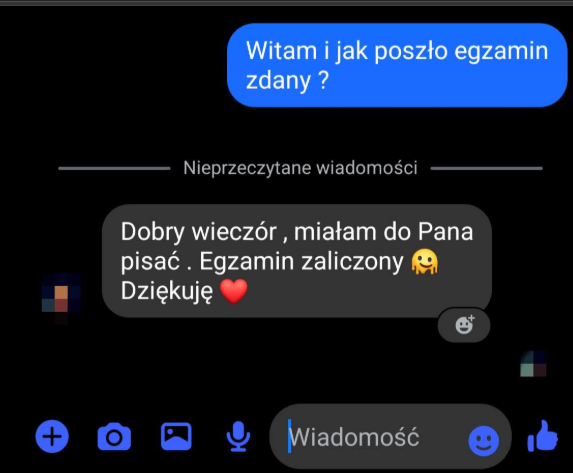 Witam i jak poszło egzamin
zdany ?
Nieprzeczytane wiadomości
Dobry wieczór , miałam do Pana
pisać . Egzamin zaliczony 🫠
Dziękuję ❤️
Wiadomość